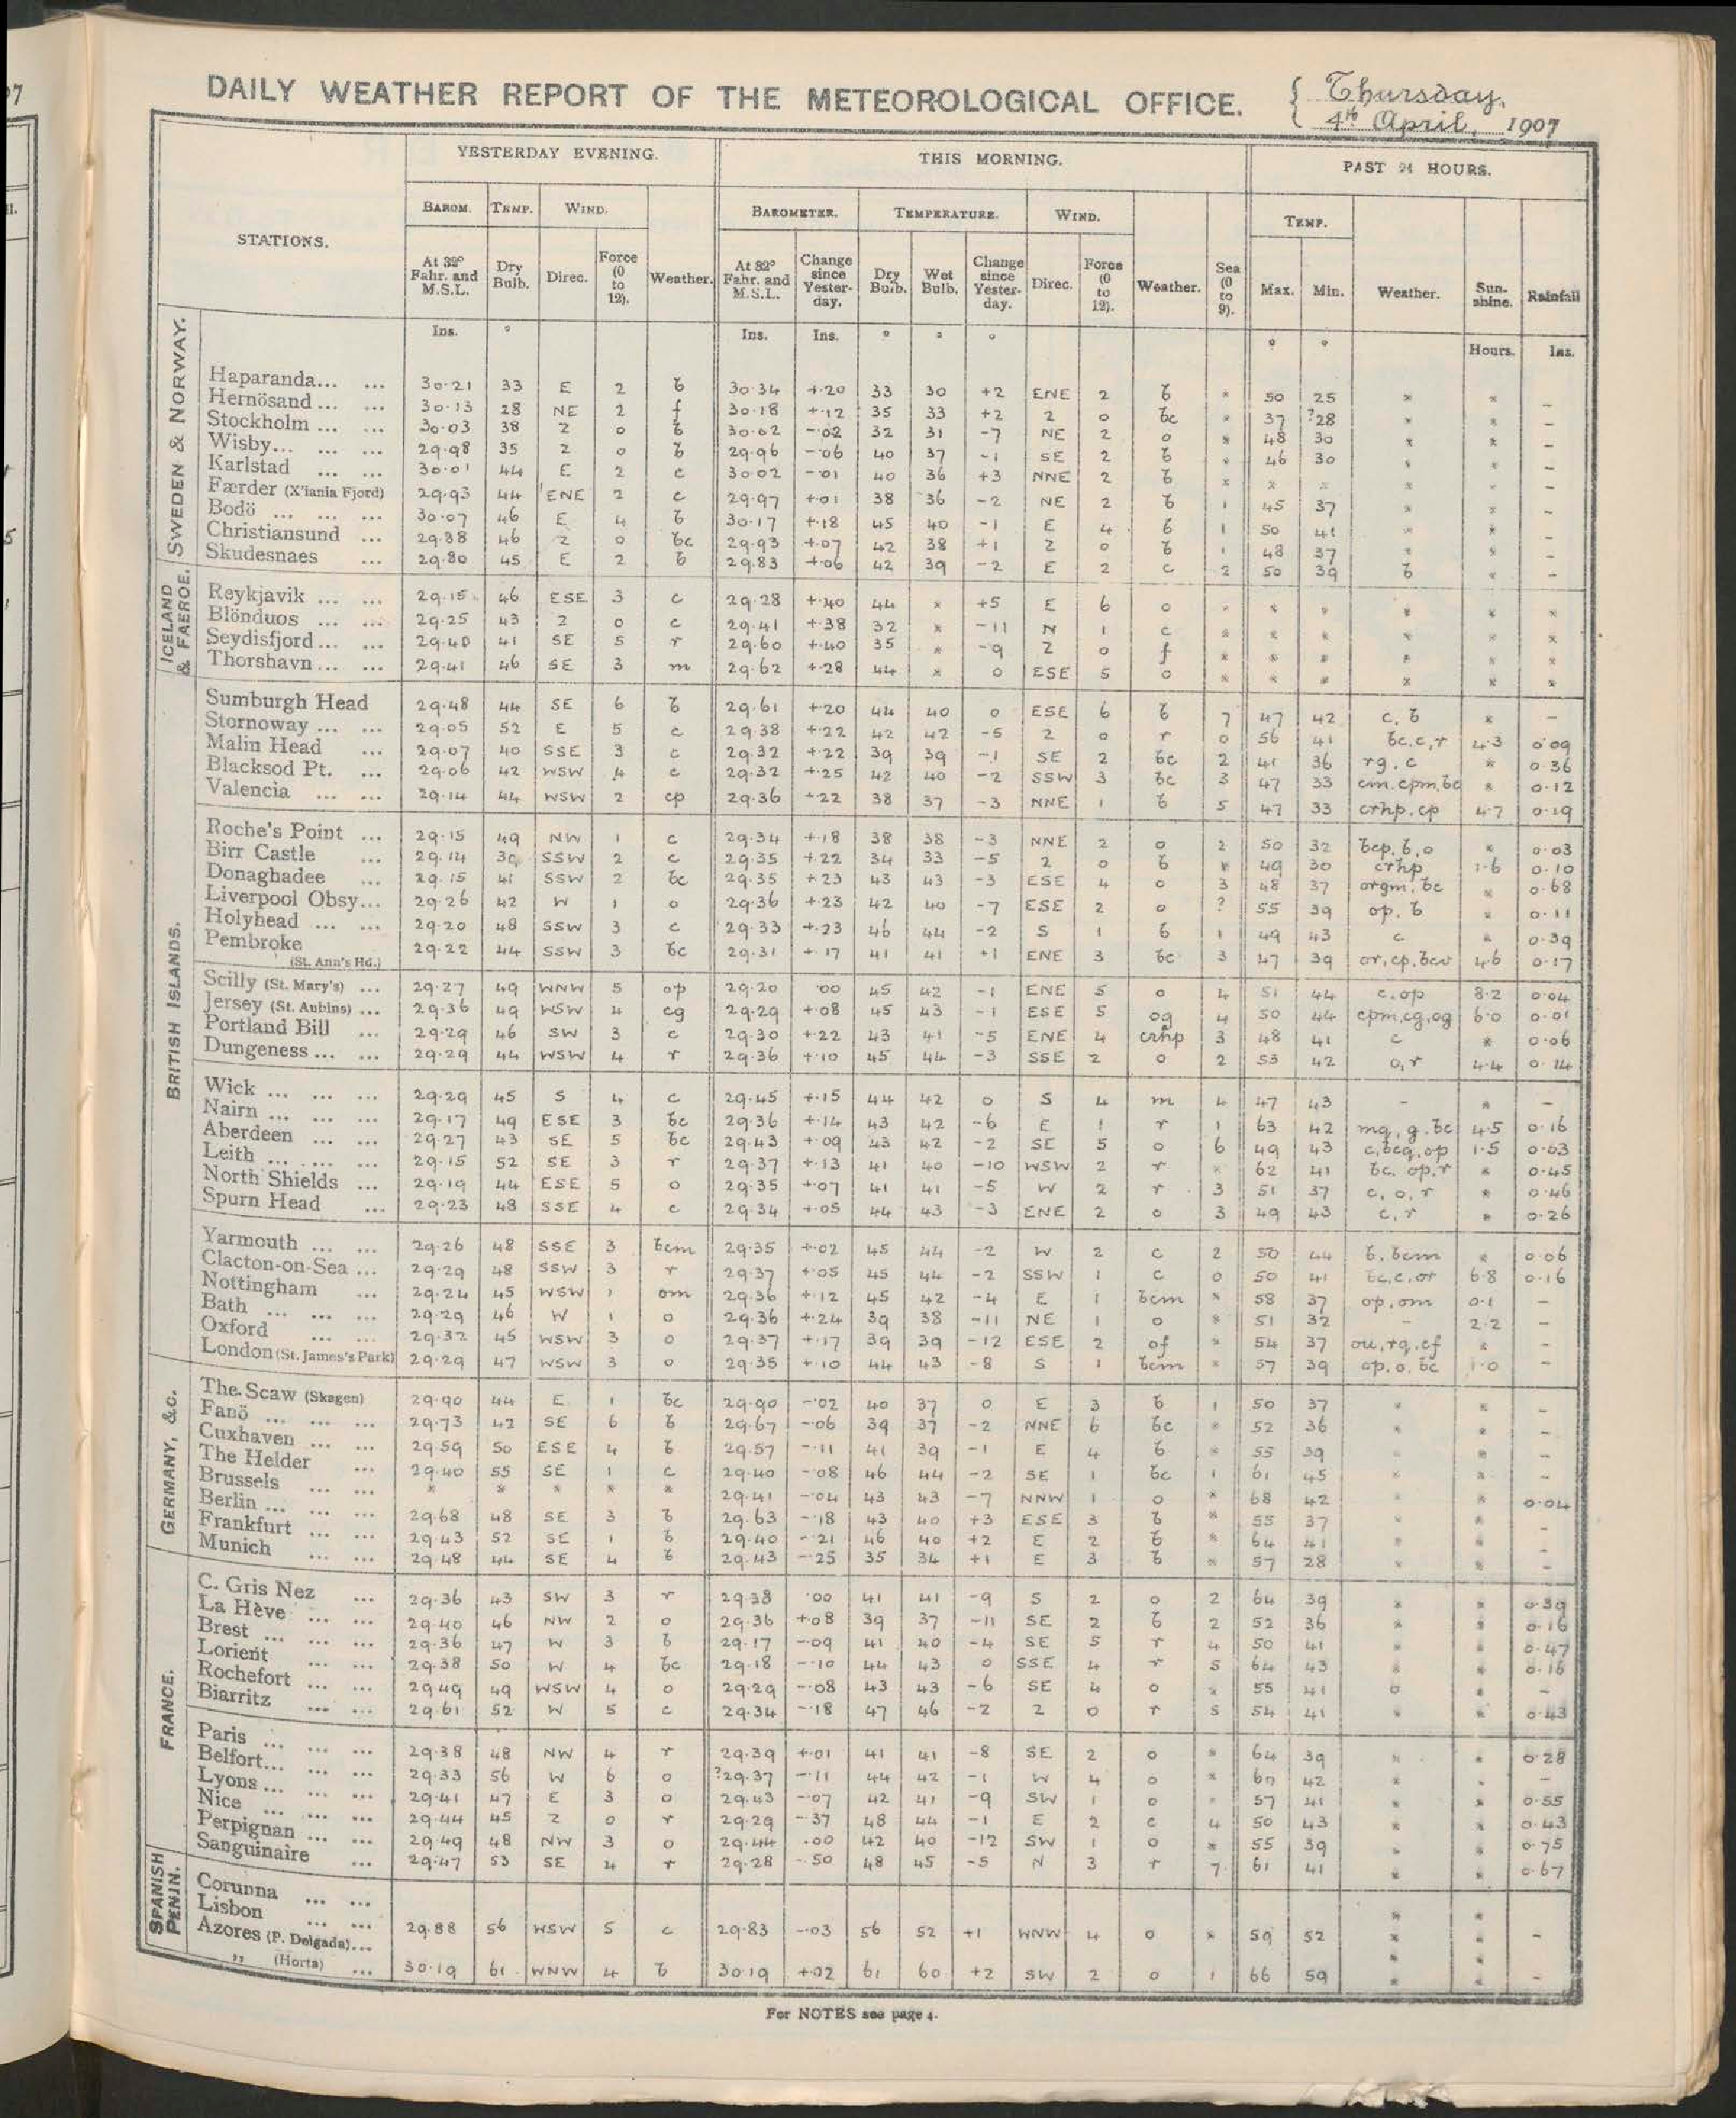 DAILY WEATHER REPORT OF THE METEOROLOGICAL OFFICE. { Thursday, 4th April, 1907
STATIONS. YESTERDAY EVENING. THIS MORNING. PAST 24 HOURS.
BAROM. TEMP. WIND. BAROMETER. TEMPERATURE. WIND. TEMP.
At 32° Fahr. and M.S.L. Dry Bulb. Direc. Force (0 to 12). Weather. At 32° Fahr. and M.S.L. Change since Yesterday. Dry Bulb. Wet Bulb. Change since Yesterday. Direc. Force (0 to 12). Weather. Sea (0 to 9). Max. Min. Weather. Sunshine. Rainfall
Ins. ° Ins. Ins. ° ° ° ° ° Hours. Ins.
SWEDEN & NORWAY.
Haparanda... ... 30.21 33 E 2 b 30.34 +.20 33 30 +2 ENE 2 b * 50 25 * * -
Hernösand ... ... 30.13 28 NE 2 f 30.18 +.12 35 33 +2 Z 0 bc * 37 ?28 * * -
Stockholm ... ... 30.03 38 Z 0 b 30.02 -.02 32 31 -7 NE 2 o * 48 30 * * -
Wisby... ... ... 29.98 35 Z 0 b 29.96 -.06 40 37 -1 SE 2 b * 46 30 * * -
Karlstad ... ... 30.01 44 E 2 c 30.02 -.01 40 36 +3 NNE 2 b * * * * * -
Færder (X'iania Fjord) 29.93 44 ENE 2 c 29.97 +.01 38 36 -2 NE 2 b 1 45 37 * * -
Bodö ... ... ... 30.07 46 E 4 b 30.17 +.18 45 40 -1 E 4 b 1 50 41 * * -
Christiansund ... 29.88 46 Z 0 bc 29.93 +.07 42 38 +1 Z 0 b 1 48 37 * * -
Skudesnaes ... 29.80 45 E 2 b 29.83 +.06 42 39 -2 E 2 c 2 50 39 b * -
ICELAND & FAEROE.
Reykjavik ... ... 29.15 46 ESE 3 c 29.28 +.40 44 * +5 E 6 o * * * * * *
Blönduos ... ... 29.25 43 Z 0 c 29.41 +.38 32 * -11 N 1 c * * * * * *
Seydisfjord ... ... 29.40 41 SE 5 r 29.60 +.40 35 * -9 Z 0 f * * * * * *
Thorshavn ... ... 29.41 46 SE 3 m 29.62 +.28 44 * 0 ESE 5 o * * * * * *
BRITISH ISLANDS.
Sumburgh Head 29.48 44 SE 6 b 29.61 +.20 44 40 0 ESE 6 b 7 47 42 c, b * -
Stornoway ... ... 29.05 52 E 5 c 29.38 +.22 42 42 -5 Z 0 r 0 56 41 bc,c,r 4.3 0.09
Malin Head ... 29.07 40 SSE 3 c 29.32 +.22 39 39 -1 SE 2 bc 2 41 36 rg, c * 0.36
Blacksod Pt. ... 29.06 42 WSW 4 c 29.32 +.25 42 40 -2 SSW 3 bc 3 47 33 cm.cpm,bc * 0.12
Valencia ... ... 29.14 44 WSW 2 cp 29.36 +.22 38 37 -3 NNE 1 b 5 47 33 crhp,cp 4.7 0.19
Roche's Point ... 29.15 49 NW 1 c 29.34 +.18 38 38 -3 NNE 2 o 2 50 32 bcp,b,o * 0.03
Birr Castle ... 29.14 39 SSW 2 c 29.35 +.22 34 33 -5 Z 0 b * 49 30 crhp 1.6 0.10
Donaghadee ... 29.15 41 SSW 2 bc 29.35 +.23 43 43 -3 ESE 4 o 3 48 37 orgm, bc * 0.68
Liverpool Obsy... 29.26 42 W 1 o 29.36 +.23 42 40 -7 ESE 2 o ? 55 39 op, b * 0.11
Holyhead ... ... 29.20 48 SSW 3 c 29.33 +.23 46 44 -2 S 1 b 1 49 43 c * 0.39
Pembroke (St. Ann's Hd.) 29.22 44 SSW 3 bc 29.31 +.17 41 41 +1 ENE 3 bc 3 47 39 or,cp,bcv 4.6 0.17
Scilly (St. Mary's) ... 29.27 49 WNW 5 op 29.20 .00 45 42 -1 ENE 5 o 4 51 44 c,op 8.2 0.04
Jersey (St. Aubins) ... 29.36 49 WSW 4 cg 29.29 +.08 45 43 -1 ESE 5 og 4 50 44 cpm,cg,og 6.0 0.01
Portland Bill ... 29.29 46 SW 3 c 29.30 +.22 43 41 -5 ENE 4 crhp 3 48 41 c * 0.06
Dungeness ... ... 29.29 44 WSW 4 r 29.36 +.10 45 44 -3 SSE 2 o 2 53 42 o,r 4.4 0.14
Wick ... ... ... 29.29 45 S 4 c 29.45 +.15 44 42 0 S 4 m 4 47 43 - * -
Nairn ... ... ... 29.17 49 ESE 3 bc 29.36 +.14 43 42 -6 E 1 r 1 63 42 mq, g, bc 4.5 0.16
Aberdeen ... ... 29.27 43 SE 5 bc 29.43 +.09 43 42 -2 SE 5 o 6 49 43 c,bcq,op 1.5 0.03
Leith ... ... ... 29.15 52 SE 3 r 29.37 +.13 41 40 -10 WSW 2 r * 62 41 bc, op,r * 0.45
North Shields ... 29.19 44 ESE 5 o 29.35 +.07 41 41 -5 W 2 r 3 51 37 c, o, r * 0.46
Spurn Head ... 29.23 48 SSE 4 c 29.34 +.05 44 43 -3 ENE 2 o 3 49 43 c,r * 0.26
Yarmouth ... ... 29.26 48 SSE 3 bcm 29.35 +.02 45 44 -2 W 2 c 2 50 44 b,bcm * 0.06
Clacton-on-Sea ... 29.29 48 SSW 3 r 29.37 +.05 45 44 -2 SSW 1 c 0 50 41 bc,c,or 6.8 0.16
Nottingham ... 29.24 45 WSW 1 om 29.36 +.12 45 42 -4 E 1 bcm * 58 37 op,om 0.1 -
Bath ... ... ... 29.29 46 W 1 o 29.36 +.24 39 38 -11 NE 1 o * 51 32 - 2.2 -
Oxford ... ... 29.32 45 WSW 3 o 29.37 +.17 39 39 -12 ESE 2 of * 54 37 ou,rq,cf * -
London (St. James's Park) 29.29 47 WSW 3 o 29.35 +.10 44 43 -8 S 1 bcm * 57 39 op,o,bc 1.0 -
GERMANY, &c.
The Scaw (Skagen) 29.90 44 E 1 bc 29.90 -.02 40 37 0 E 3 b 1 50 37 * * -
Fanö ... ... ... 29.73 42 SE 6 b 29.67 -.06 39 37 -2 NNE 6 bc * 52 36 * * -
Cuxhaven ... ... 29.59 50 ESE 4 b 29.57 -.11 41 39 -1 E 4 b * 55 39 * * -
The Helder ... 29.40 55 SE 1 c 29.40 -.08 46 44 -2 SE 1 bc 1 61 45 * * -
Brussels ... ... * * * * * 29.41 -.04 43 43 -7 NNW 1 o * 68 42 * * 0.04
Berlin ... ... ... 29.68 48 SE 3 b 29.63 -.18 43 40 +3 ESE 3 b * 55 37 * * -
Frankfurt ... ... 29.43 52 SE 1 b 29.40 -.21 46 40 +2 E 2 b * 64 41 * * -
Munich ... ... 29.48 44 SE 4 b 29.43 -.25 35 34 +1 E 3 b * 57 28 * * -
FRANCE.
C. Gris Nez ... 29.36 43 SW 3 r 29.38 .00 41 41 -9 S 2 o 2 64 39 * * 0.39
La Hève ... ... 29.40 46 NW 2 o 29.36 +.08 39 37 -11 SE 2 b 2 52 36 * * 0.16
Brest ... ... ... 29.36 47 W 3 b 29.17 -.09 41 40 -4 SE 5 r 4 50 41 * * 0.47
Lorient ... ... 29.38 50 W 4 bc 29.18 -.10 44 43 0 SSE 4 r 5 64 43 * * 0.16
Rochefort ... ... 29.49 49 WSW 4 o 29.29 -.08 43 43 -6 SE 4 o * 55 41 o * -
Biarritz ... ... 29.61 52 W 5 c 29.34 -.18 47 46 -2 Z 0 r 5 54 41 * * 0.43
Paris ... ... ... 29.38 48 NW 4 r 29.39 +.01 41 41 -8 SE 2 o * 64 39 * * 0.28
Belfort... ... ... 29.33 56 W 6 o ?29.37 -.11 44 42 -1 W 4 o * 42 * * -
Lyons ... ... ... 29.41 47 E 3 o 29.43 -.07 42 41 -9 SW 1 o * 57 41 * * 0.55
Nice ... ... ... 29.44 45 Z 0 r 29.29 -.37 48 44 -1 E 2 c 4 50 43 * * 0.43
Perpignan ... ... 29.49 48 NW 3 o 29.44 .00 42 40 -12 SW 1 o * 55 39 * * 0.75
Sanguinaire ... 29.47 53 SE 4 r 29.28 -.50 48 45 -5 N 3 r 7 61 41 * * 0.67
SPANISH PENIN.
Corunna ... ... * *
Lisbon ... ... 29.88 56 WSW 5 c 29.83 -.03 56 52 +1 WNW 4 o * 59 52 * * -
Azores (P. Delgada)... * *
,, (Horta) ... 30.19 61 WNW 4 b 30.19 +.02 61 60 +2 SW 2 o 1 66 59 * * -
For NOTES see page 4.